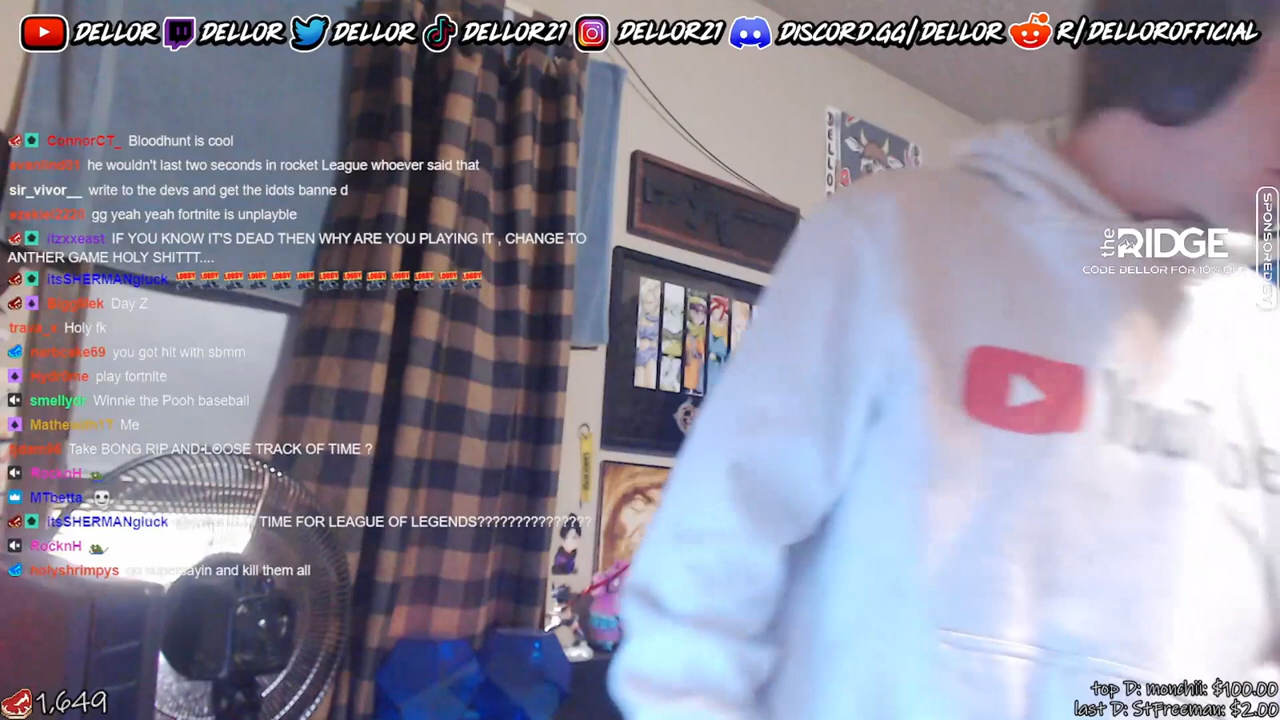 DELLOR DELLOR DELLOR DELLOR21 DELLOR21 DISCORD.GG/DELLOR R/DELLOROFFICIAL
ConnorCT_ Bloodhunt is cool
he wouldn't last two seconds in rocket League whoever said that
sir_vivor__ write to the devs and get the idots banne d
gg yeah yeah fortnite is unplayble
itzxxeast IF YOU KNOW IT'S DEAD THEN WHY ARE YOU PLAYING IT , CHANGE TO
ANTHER GAME HOLY SHITTT....
itsSHERMANgluck
Day Z
Holy fk
you got hit with sbmm
play fortnite
smellydr Winnie the Pooh baseball
Me
Take BONG RIP AND LOOSE TRACK OF TIME ?
RocknH
MTbetta
itsSHERMANgluck TIME FOR LEAGUE OF LEGENDS???????????????
RocknH
holyshrimpys go supersayin and kill them all
1,649
SPONSORED BY
the RIDGE
CODE DELLOR FOR 10% OFF
top D: monchii: $100.00
last D: StFreeman: $2.00